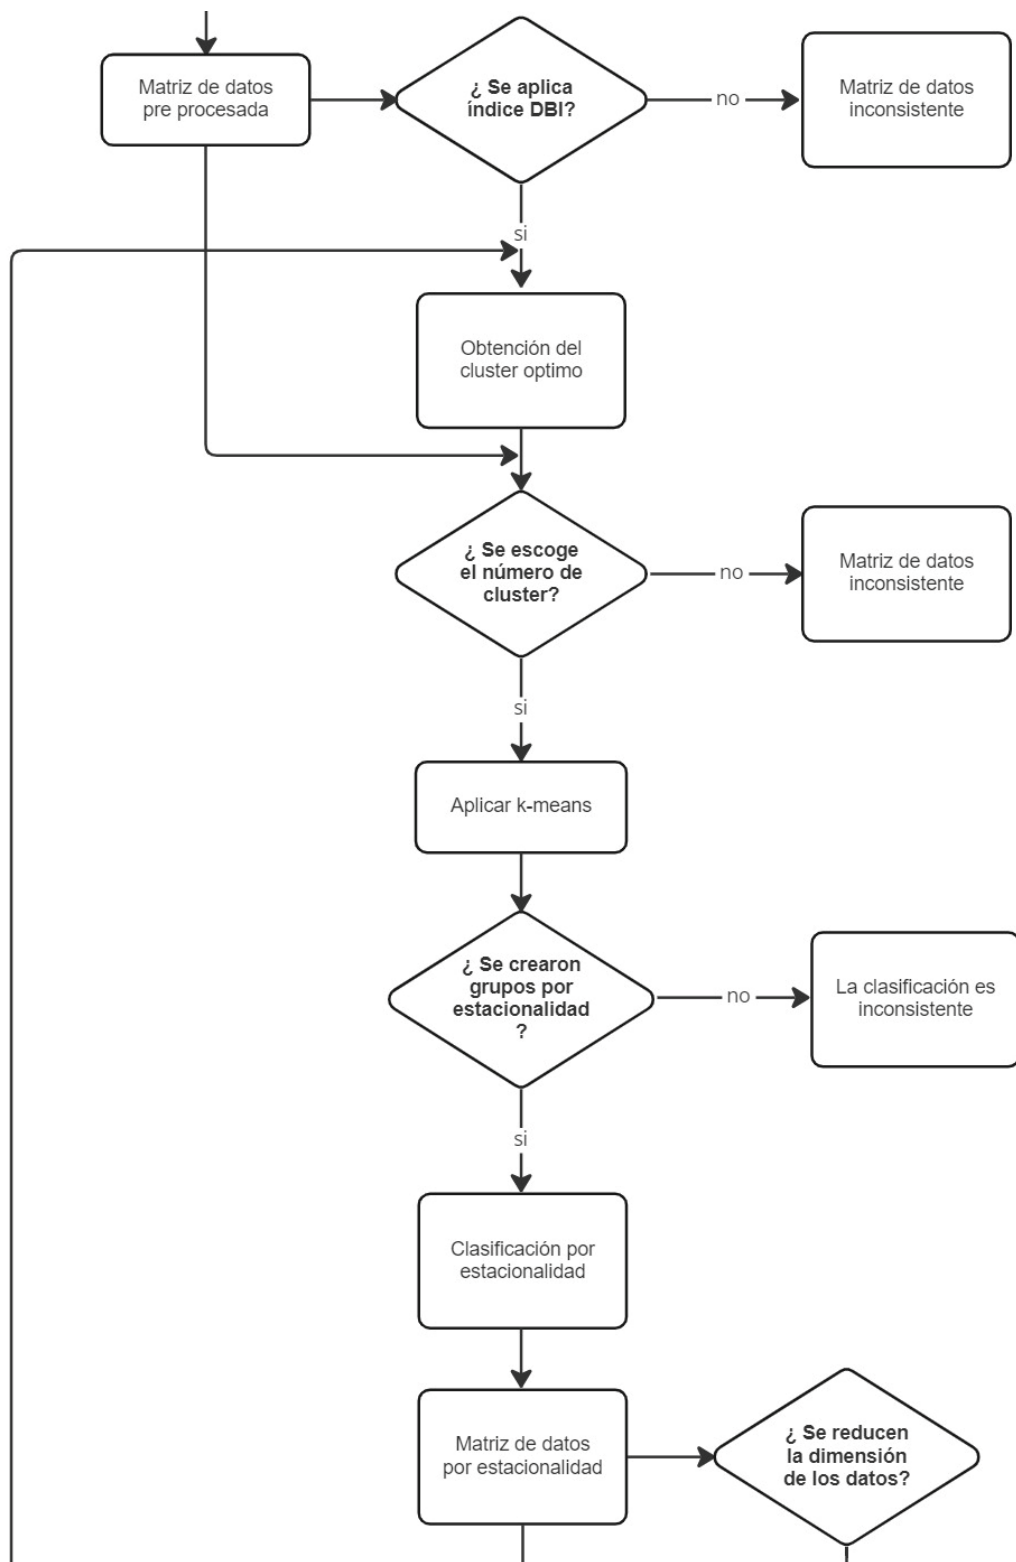 Matriz de datos
pre procesada
¿ Se aplica
índice DBI?
no
Matriz de datos
inconsistente
si
Obtención del
cluster optimo
¿ Se escoge
el número de
cluster?
no
Matriz de datos
inconsistente
si
Aplicar k-means
¿ Se crearon
grupos por
estacionalidad
?
no
La clasificación es
inconsistente
si
Clasificación por
estacionalidad
Matriz de datos
por estacionalidad
¿ Se reducen
la dimensión
de los datos?